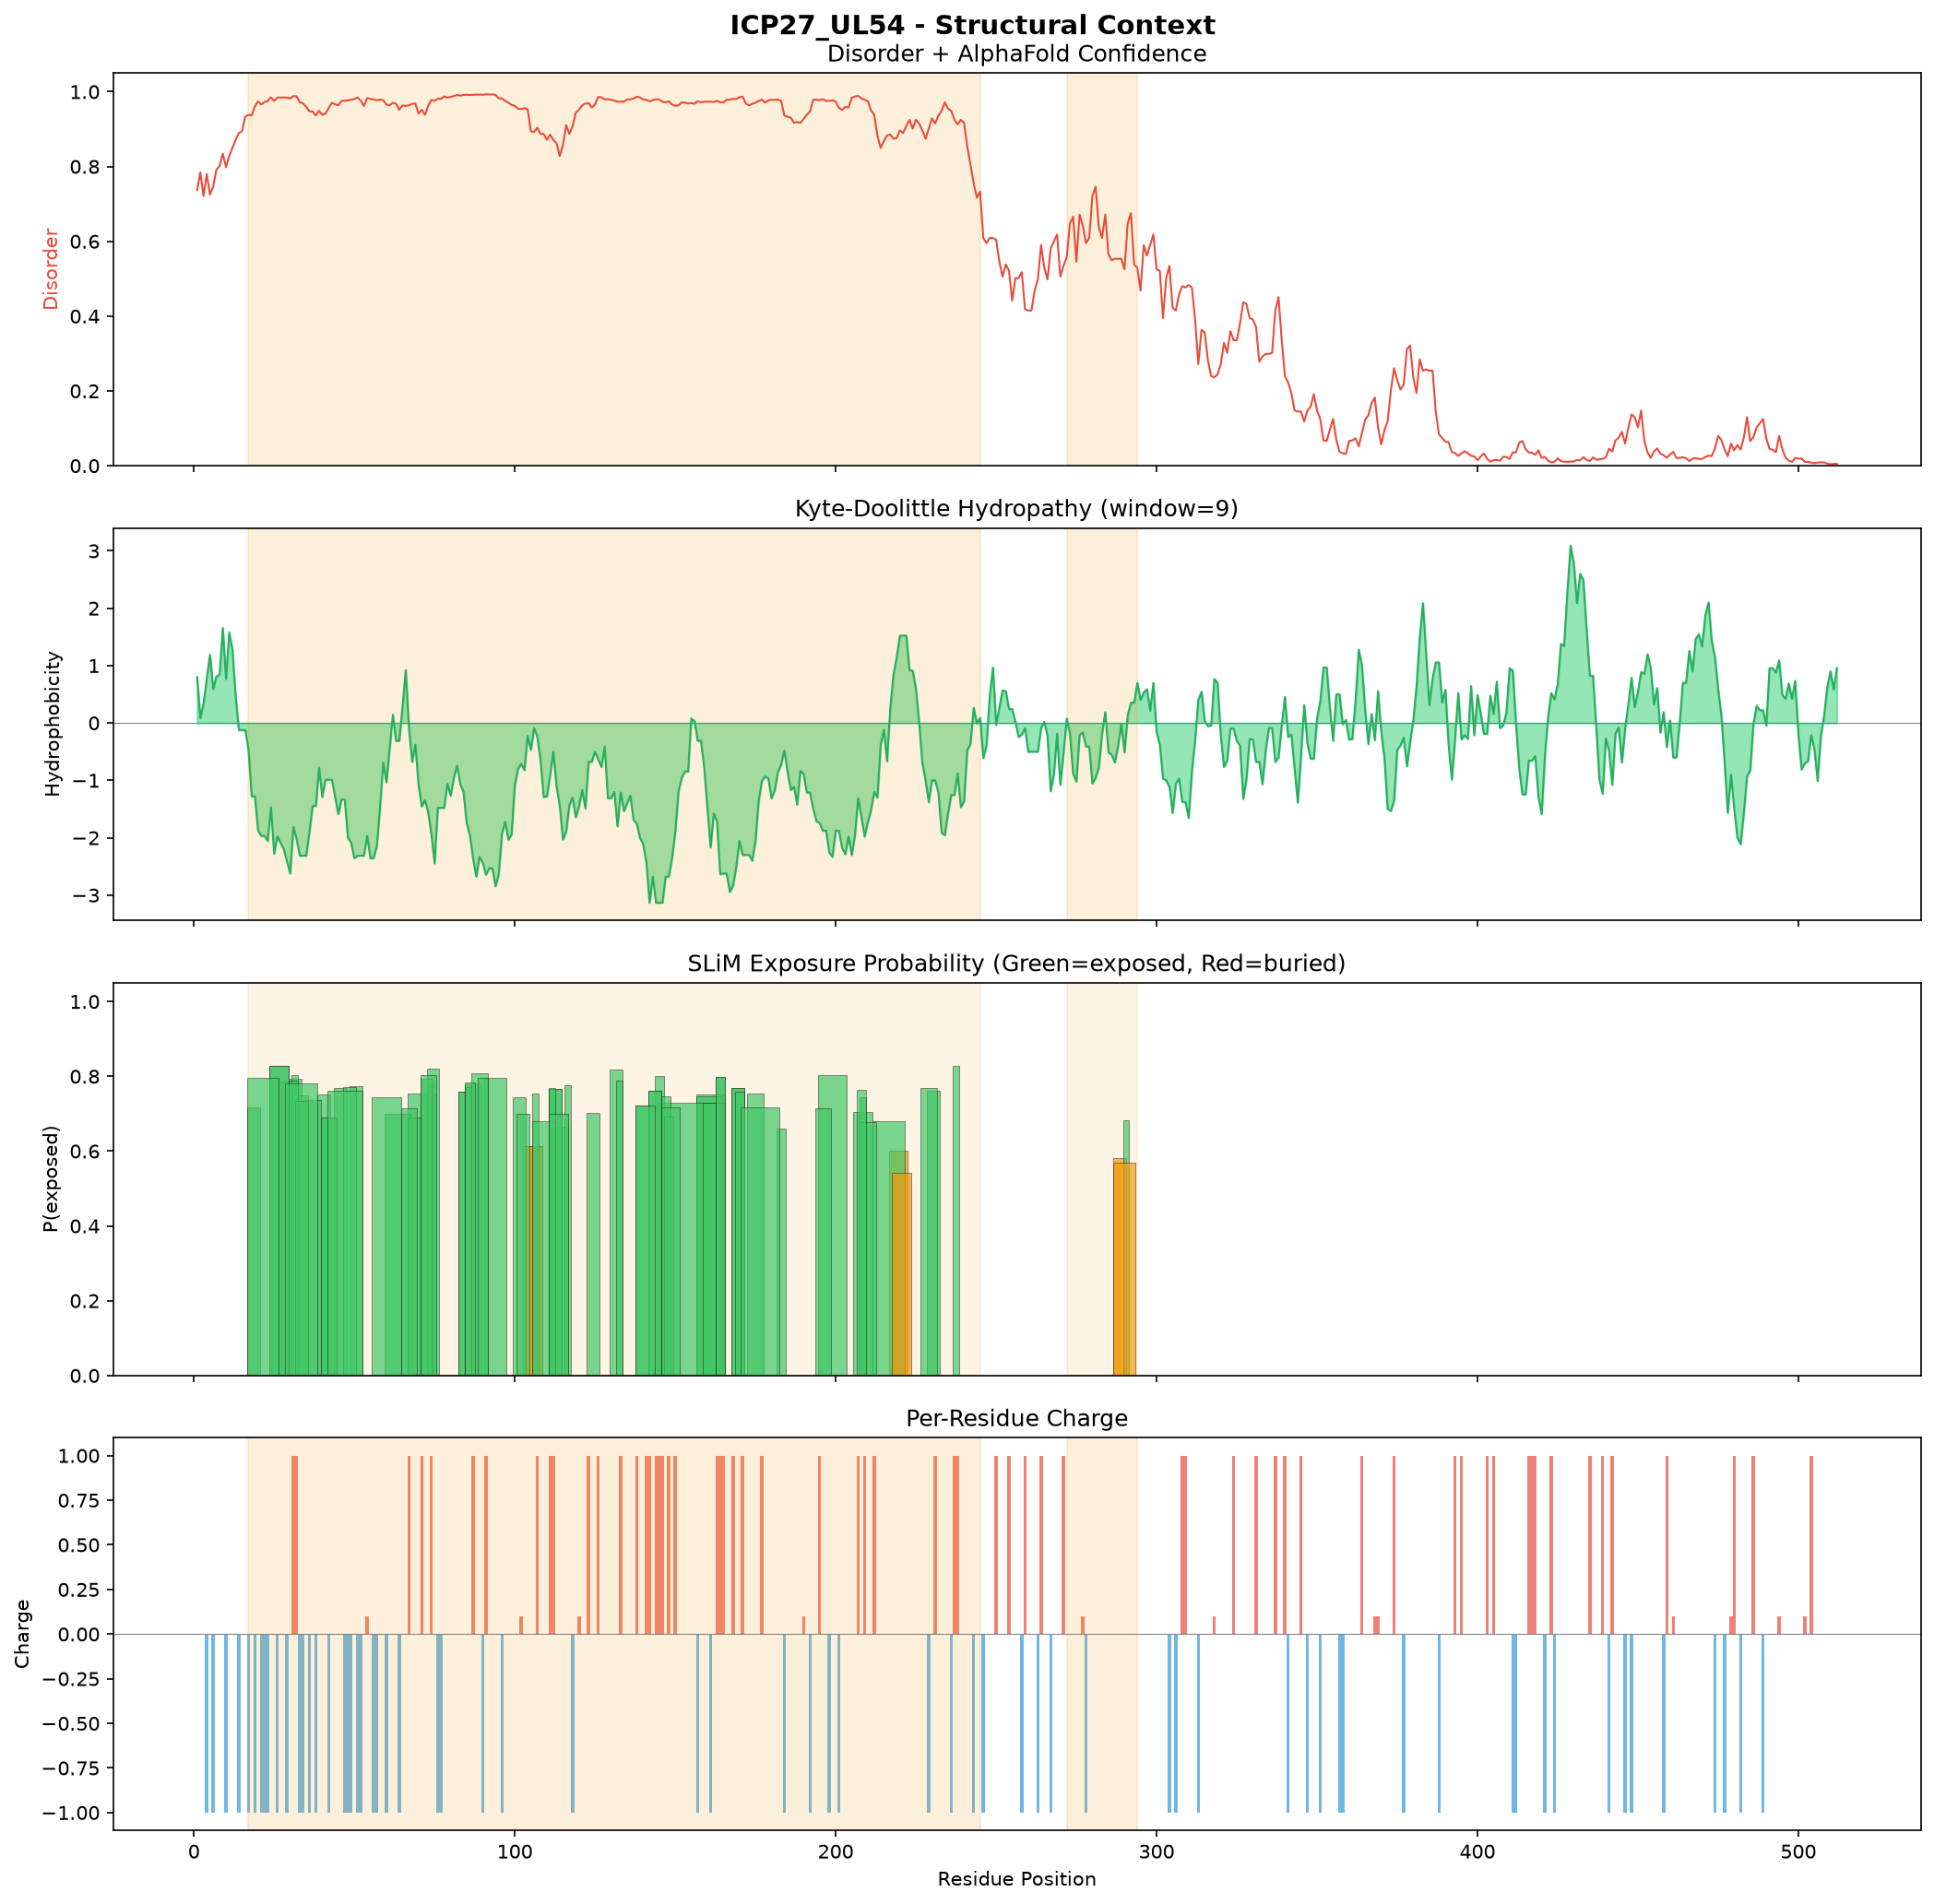 ICP27_UL54 - Structural Context
Disorder + AlphaFold Confidence
1.0
0.8
0.6
0.4
0.2
0.0
Disorder
Kyte-Doolittle Hydropathy (window=9)
3
2
1
0
−1
−2
−3
Hydrophobicity
SLiM Exposure Probability (Green=exposed, Red=buried)
1.0
0.8
0.6
0.4
0.2
0.0
P(exposed)
Per-Residue Charge
1.00
0.75
0.50
0.25
0.00
−0.25
−0.50
−0.75
−1.00
Charge
0 100 200 300 400 500
Residue Position